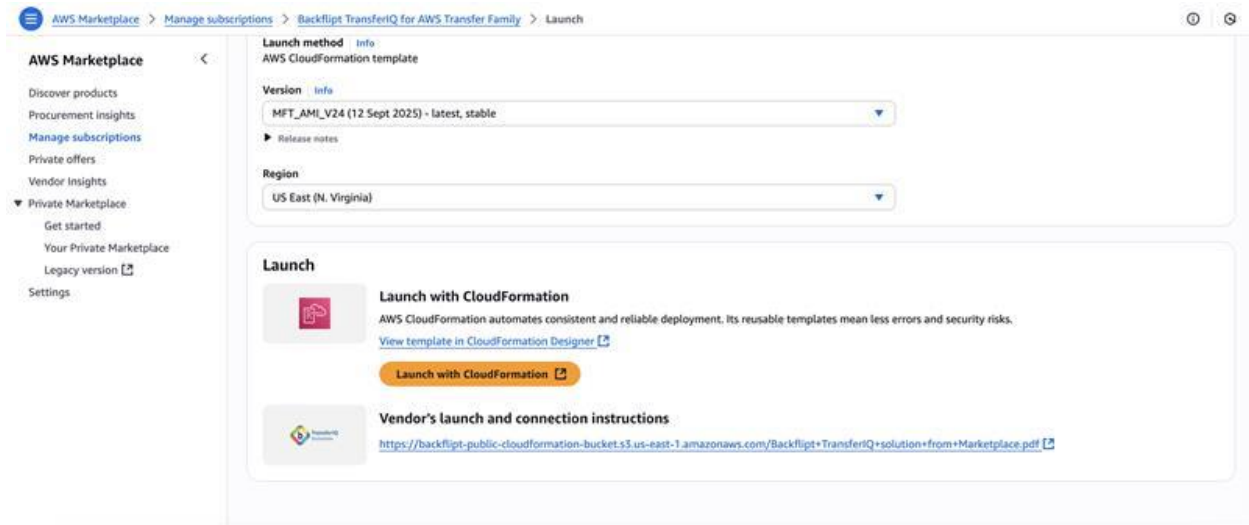 AWS Marketplace > Manage subscriptions > Backflipt TransferIQ for AWS Transfer Family > Launch
AWS Marketplace
Discover products
Procurement insights
Manage subscriptions
Private offers
Vendor Insights
Private Marketplace
Get started
Your Private Marketplace
Legacy version
Settings
Launch method Info
AWS CloudFormation template
Version Info
MFT_AMI_V24 (12 Sept 2025) - latest, stable
Release notes
Region
US East (N. Virginia)
Launch
Launch with CloudFormation
AWS CloudFormation automates consistent and reliable deployment. Its reusable templates mean less errors and security risks.
View template in CloudFormation Designer
Launch with CloudFormation
TransferIQ
Vendor's launch and connection instructions
https://backflipt-public-cloudformation-bucket.s3.us-east-1.amazonaws.com/Backflipt+TransferIQ+solution+from+Marketplace.pdf